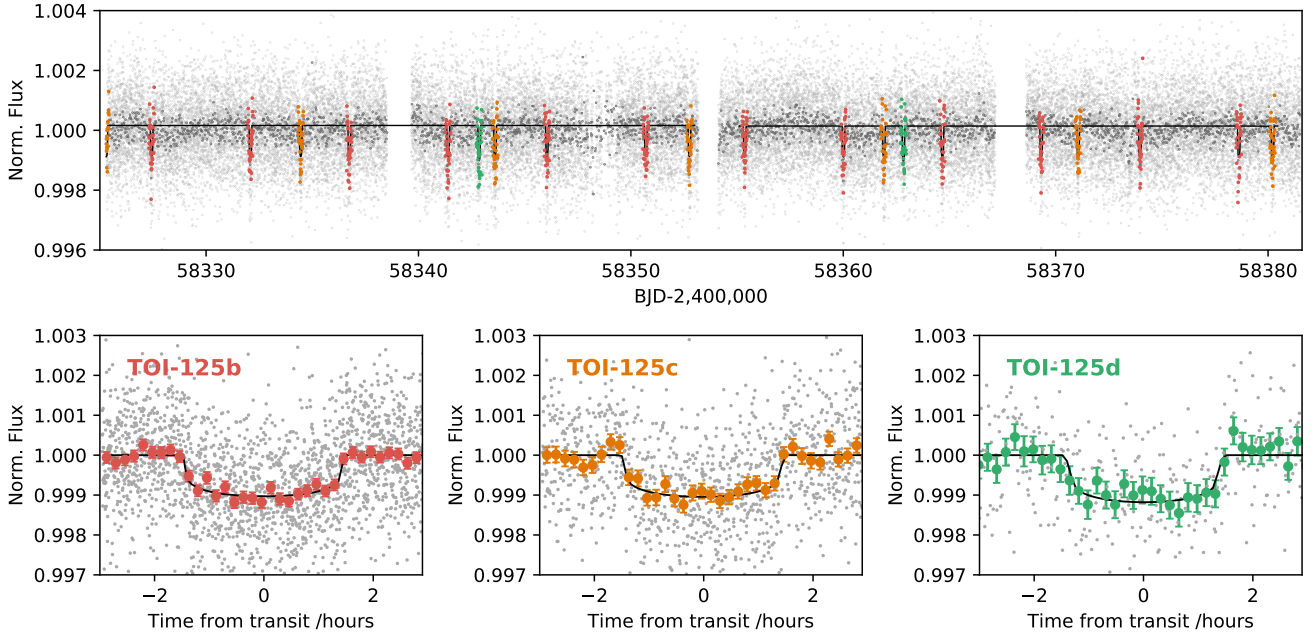 1.004
1.002
1.000
0.998
0.996
Norm. Flux
58330 58340 58350 58360 58370 58380
BJD-2,400,000
1.003
1.002
1.001
1.000
0.999
0.998
0.997
Norm. Flux
TOI-125b
−2 0 2
Time from transit /hours
1.003
1.002
1.001
1.000
0.999
0.998
0.997
Norm. Flux
TOI-125c
−2 0 2
Time from transit /hours
1.003
1.002
1.001
1.000
0.999
0.998
0.997
Norm. Flux
TOI-125d
−2 0 2
Time from transit /hours